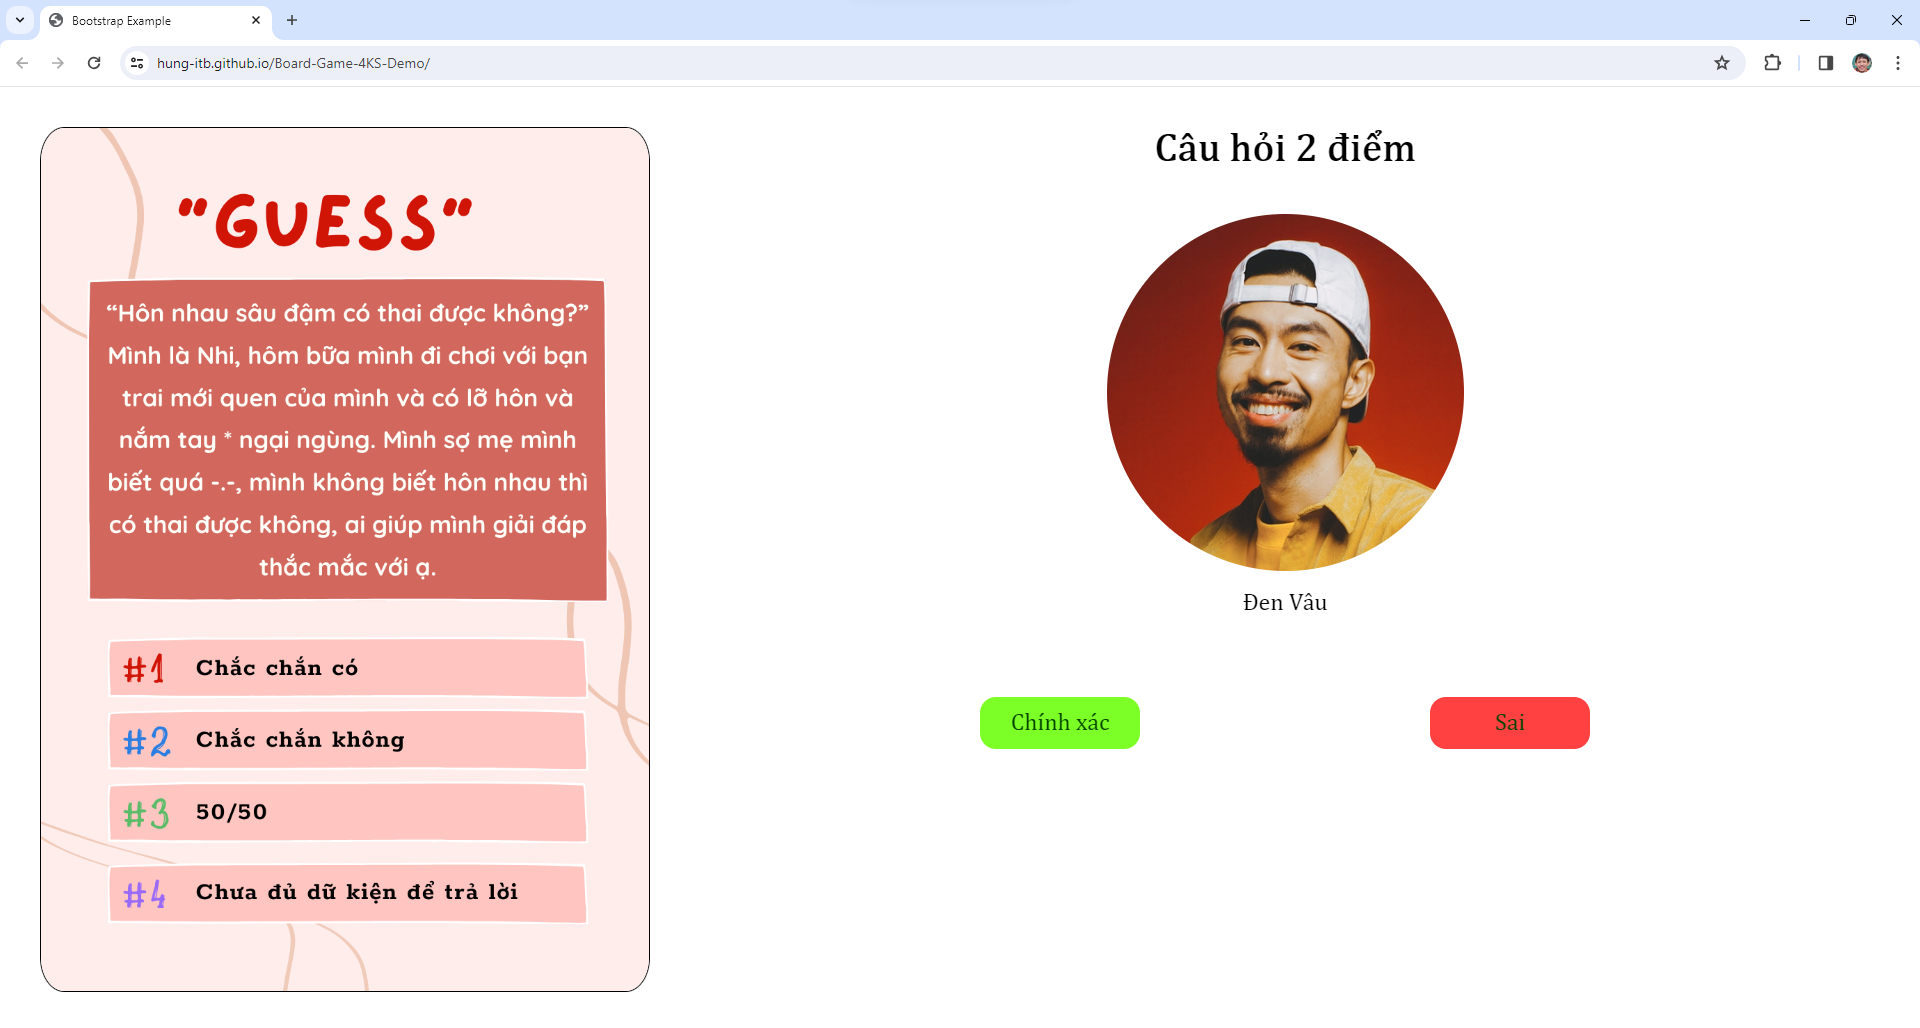 Bootstrap Example
hung-itb.github.io/Board-Game-4KS-Demo/
"GUESS"
“Hôn nhau sâu đậm có thai được không?”
Mình là Nhi, hôm bữa mình đi chơi với bạn
trai mới quen của mình và có lỡ hôn và
nắm tay * ngại ngùng. Mình sợ mẹ mình
biết quá -.-, mình không biết hôn nhau thì
có thai được không, ai giúp mình giải đáp
thắc mắc với ạ.
#1 Chắc chắn có
#2 Chắc chắn không
#3 50/50
#4 Chưa đủ dữ kiện để trả lời
Câu hỏi 2 điểm
Đen Vâu
Chính xác
Sai